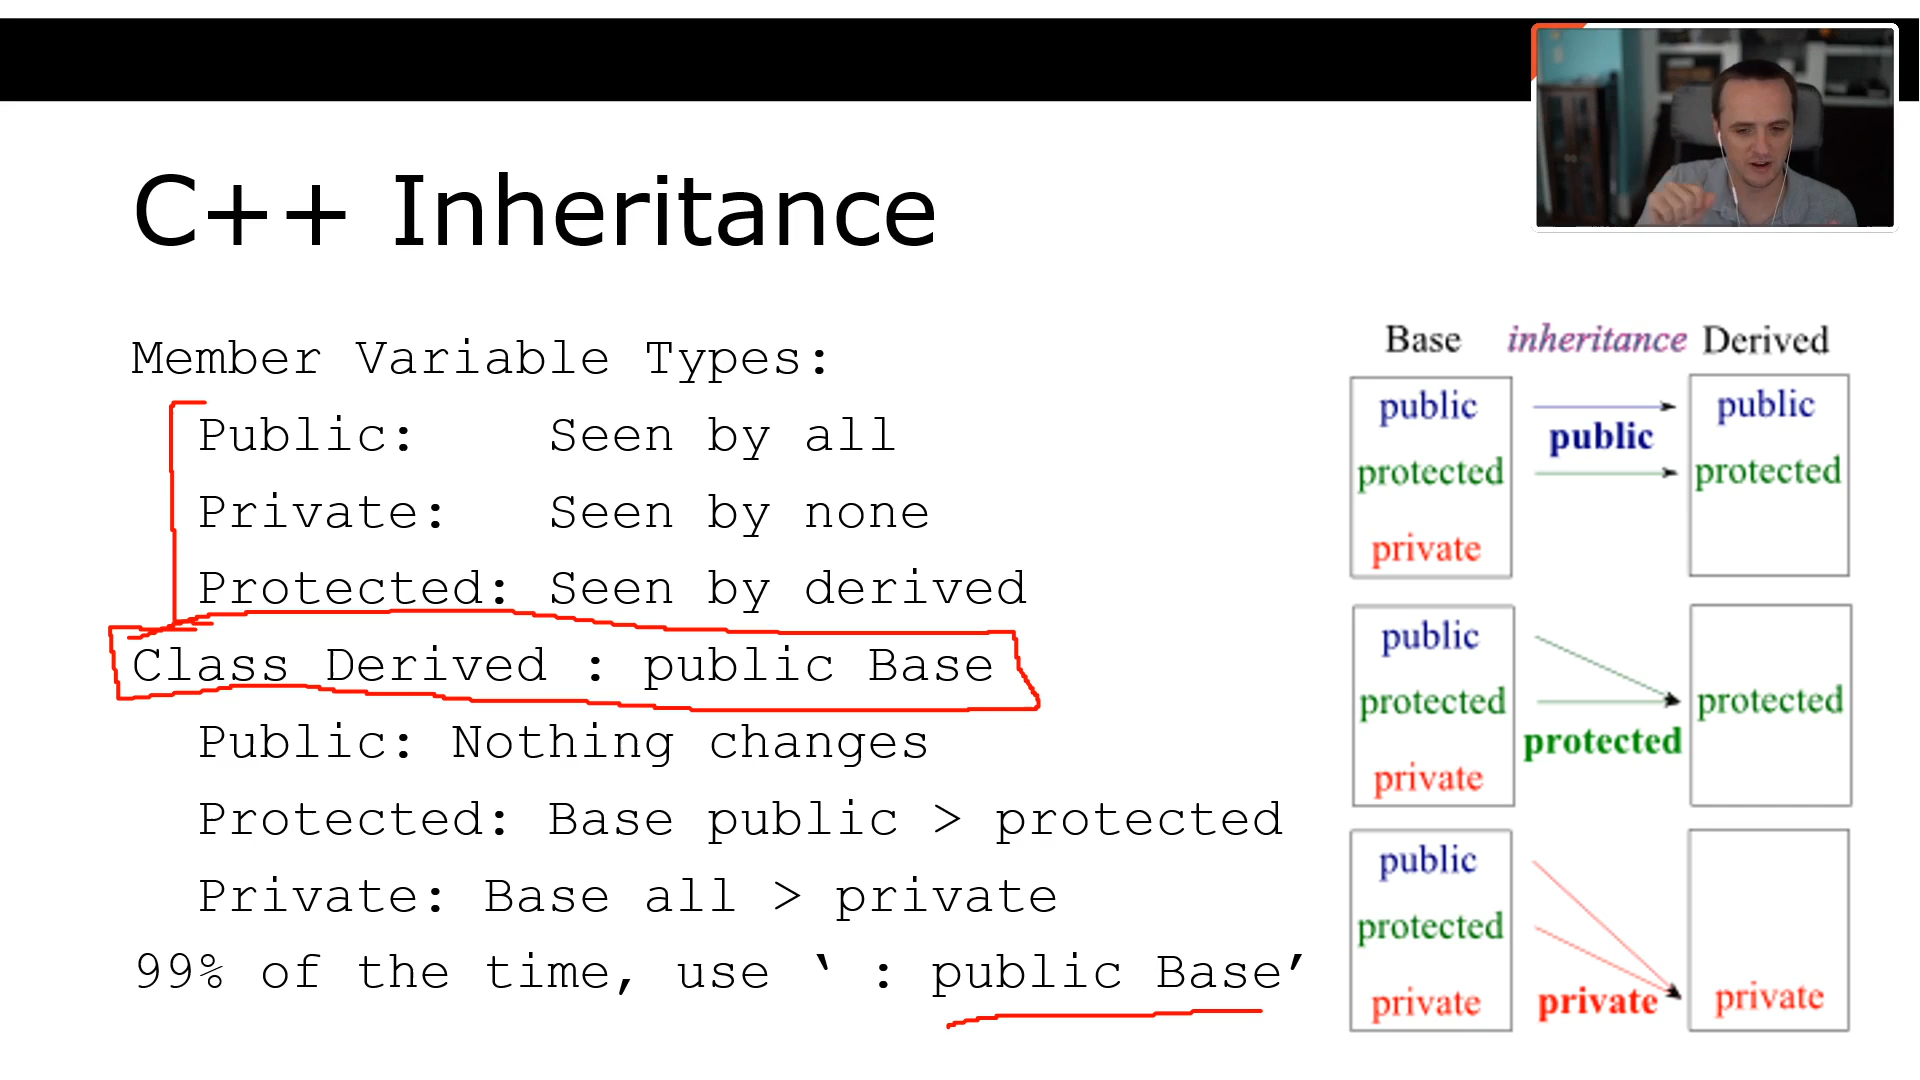 C++ Inheritance
Member Variable Types:
Public: Seen by all
Private: Seen by none
Protected: Seen by derived
Class Derived : public Base
Public: Nothing changes
Protected: Base public > protected
Private: Base all > private
99% of the time, use ‘ : public Base’
Base inheritance Derived
public public
public
protected protected
private
public
protected protected
protected
private
public
protected
private private private